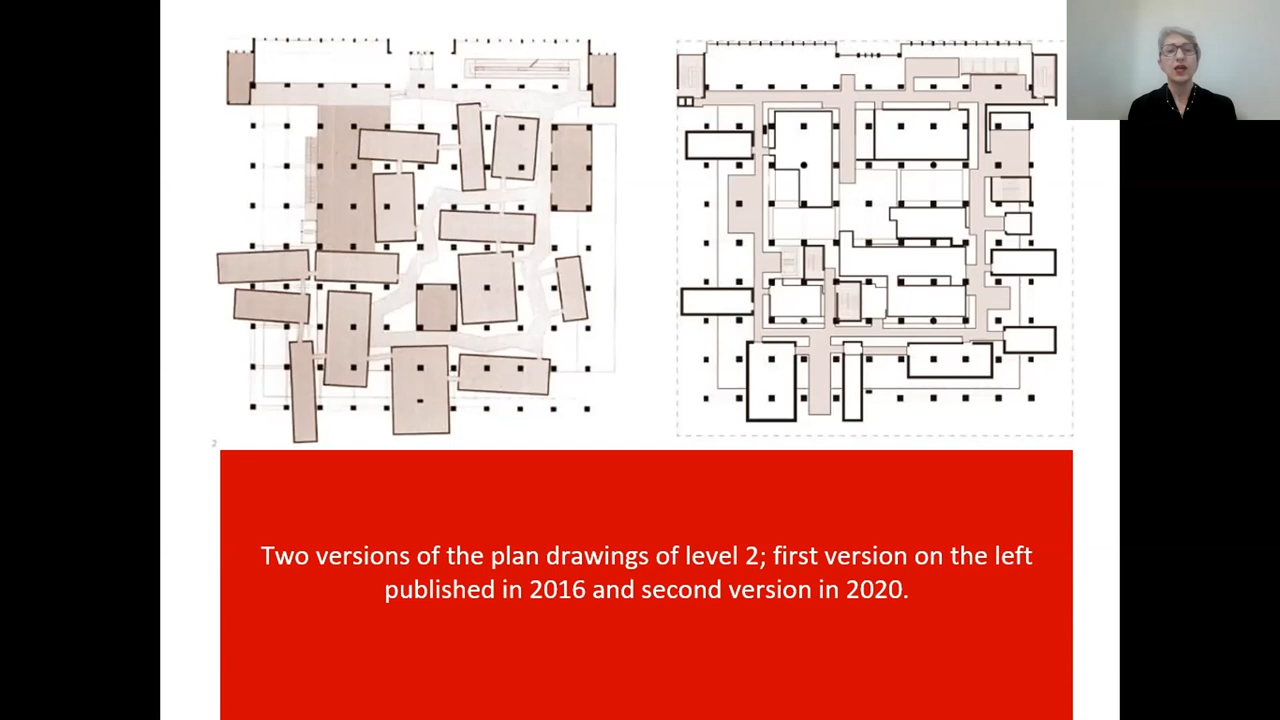 2
Two versions of the plan drawings of level 2; first version on the left
published in 2016 and second version in 2020.